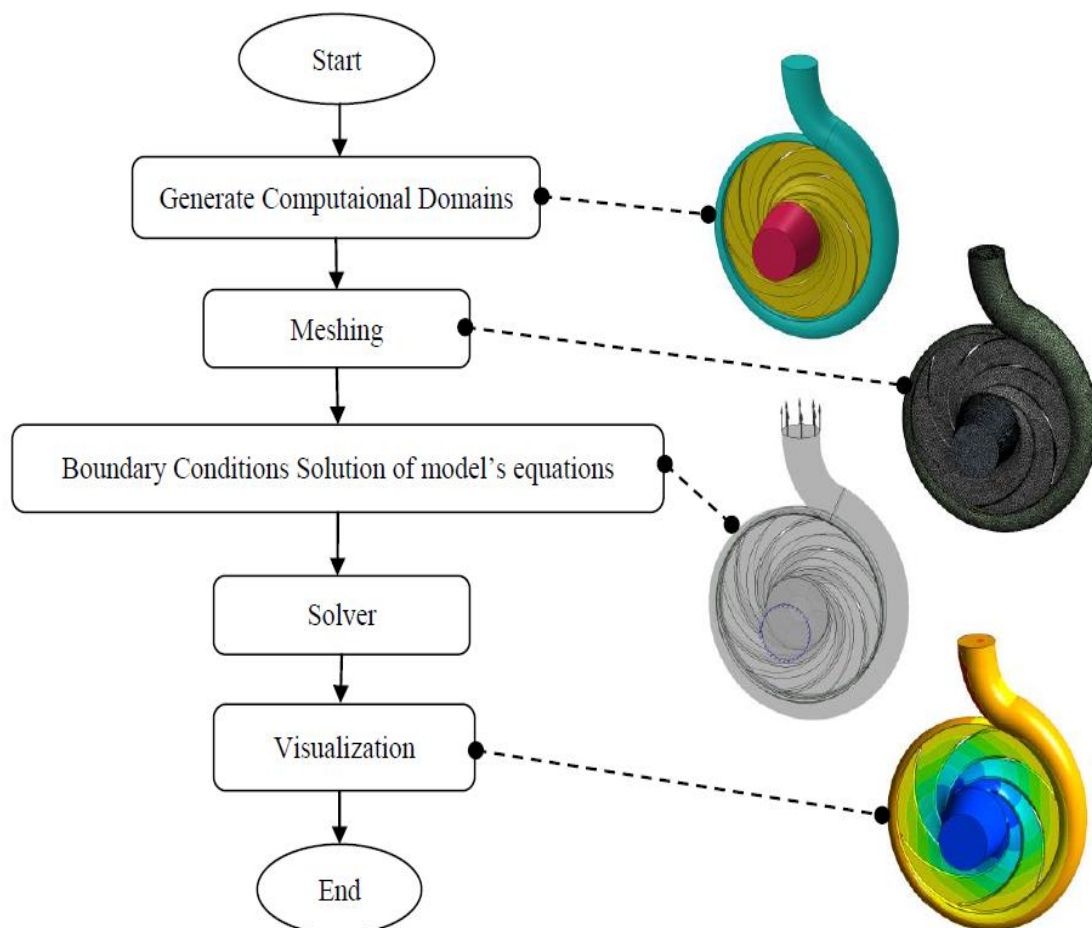 Start
Generate Computaional Domains
Meshing
Boundary Conditions Solution of model’s equations
Solver
Visualization
End